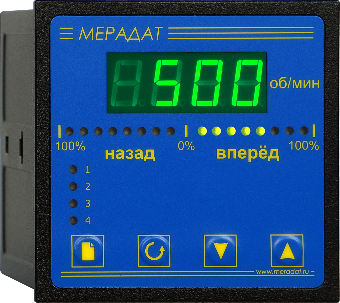 МЕРАДАТ
500 об/мин
100% 0% 100%
назад вперёд
1
2
3
4
www.meradat.ru